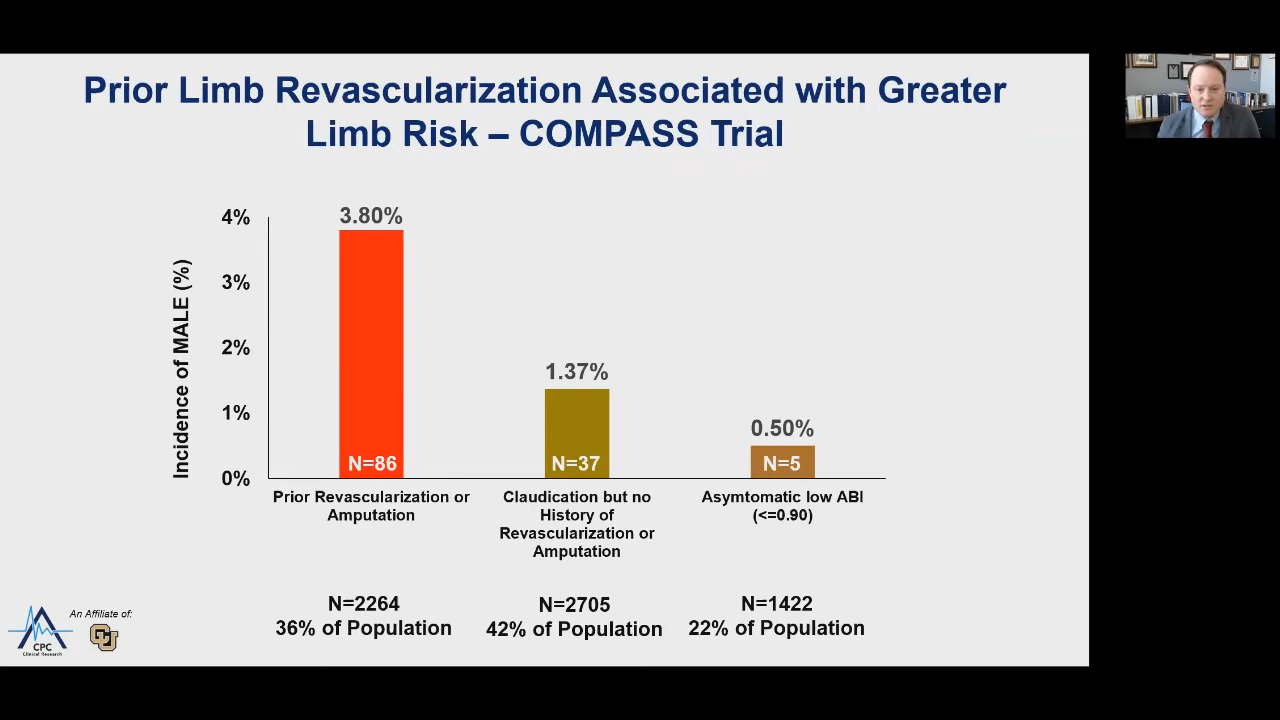 Prior Limb Revascularization Associated with Greater
Limb Risk – COMPASS Trial
Incidence of MALE (%)
4%
3%
2%
1%
0%
3.80%
1.37%
0.50%
N=86
N=37
N=5
Prior Revascularization or
Amputation
Claudication but no
History of
Revascularization or
Amputation
Asymtomatic low ABI
(<=0.90)
N=2264
36% of Population
N=2705
42% of Population
N=1422
22% of Population
An Affiliate of:
CPC
Clinical Research
CU